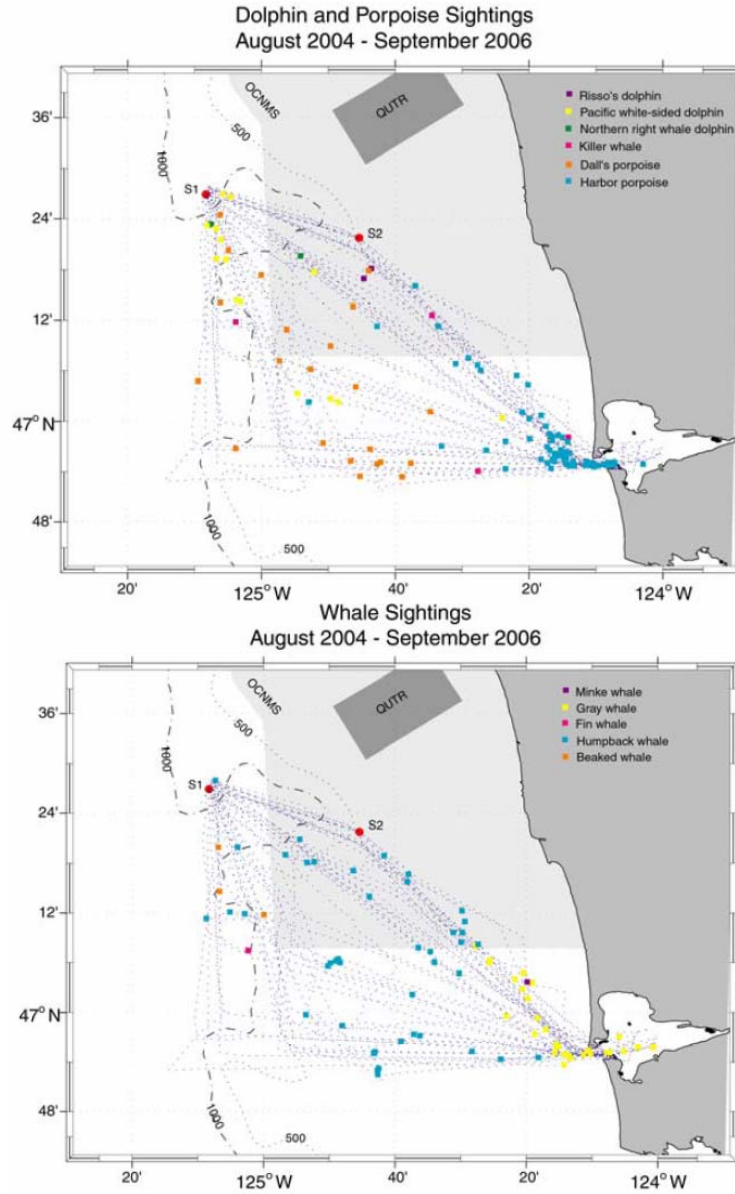 Dolphin and Porpoise Sightings
August 2004 - September 2006
OCNMS
QUTR
500
1000
36'
24'
12'
47° N
48'
S1
S2
Risso's dolphin
Pacific white-sided dolphin
Northern right whale dolphin
Killer whale
Dall's porpoise
Harbor porpoise
1000
500
20'
125° W
40'
20'
124° W
Whale Sightings
August 2004 - September 2006
OCNMS
QUTR
500
1000
36'
24'
12'
47° N
48'
S1
S2
Minke whale
Gray whale
Fin whale
Humpback whale
Beaked whale
1000
500
20'
125° W
40'
20'
124° W